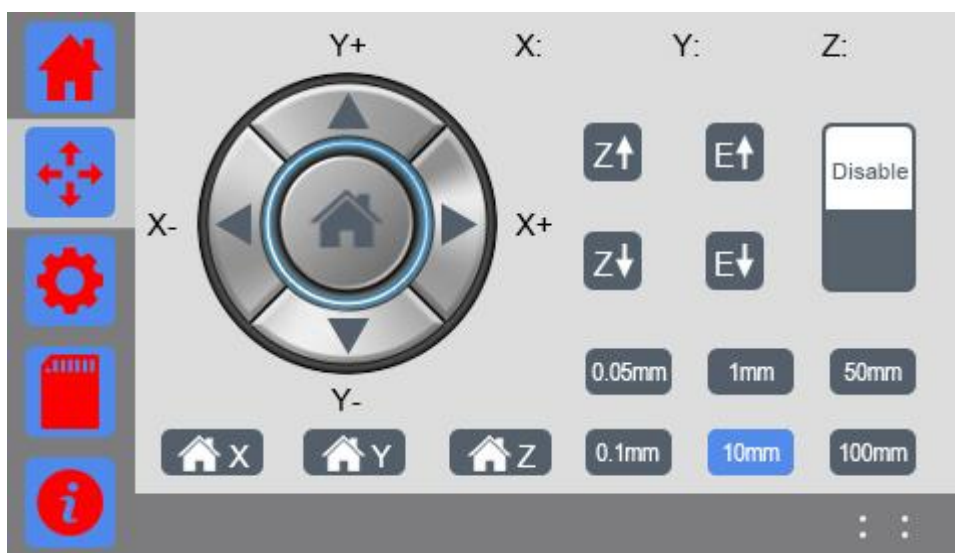 Y+ X: Y: Z:
Z E Disable
X- X+
Z E
0.05mm 1mm 50mm
Y-
X Y Z 0.1mm 10mm 100mm
i
: :